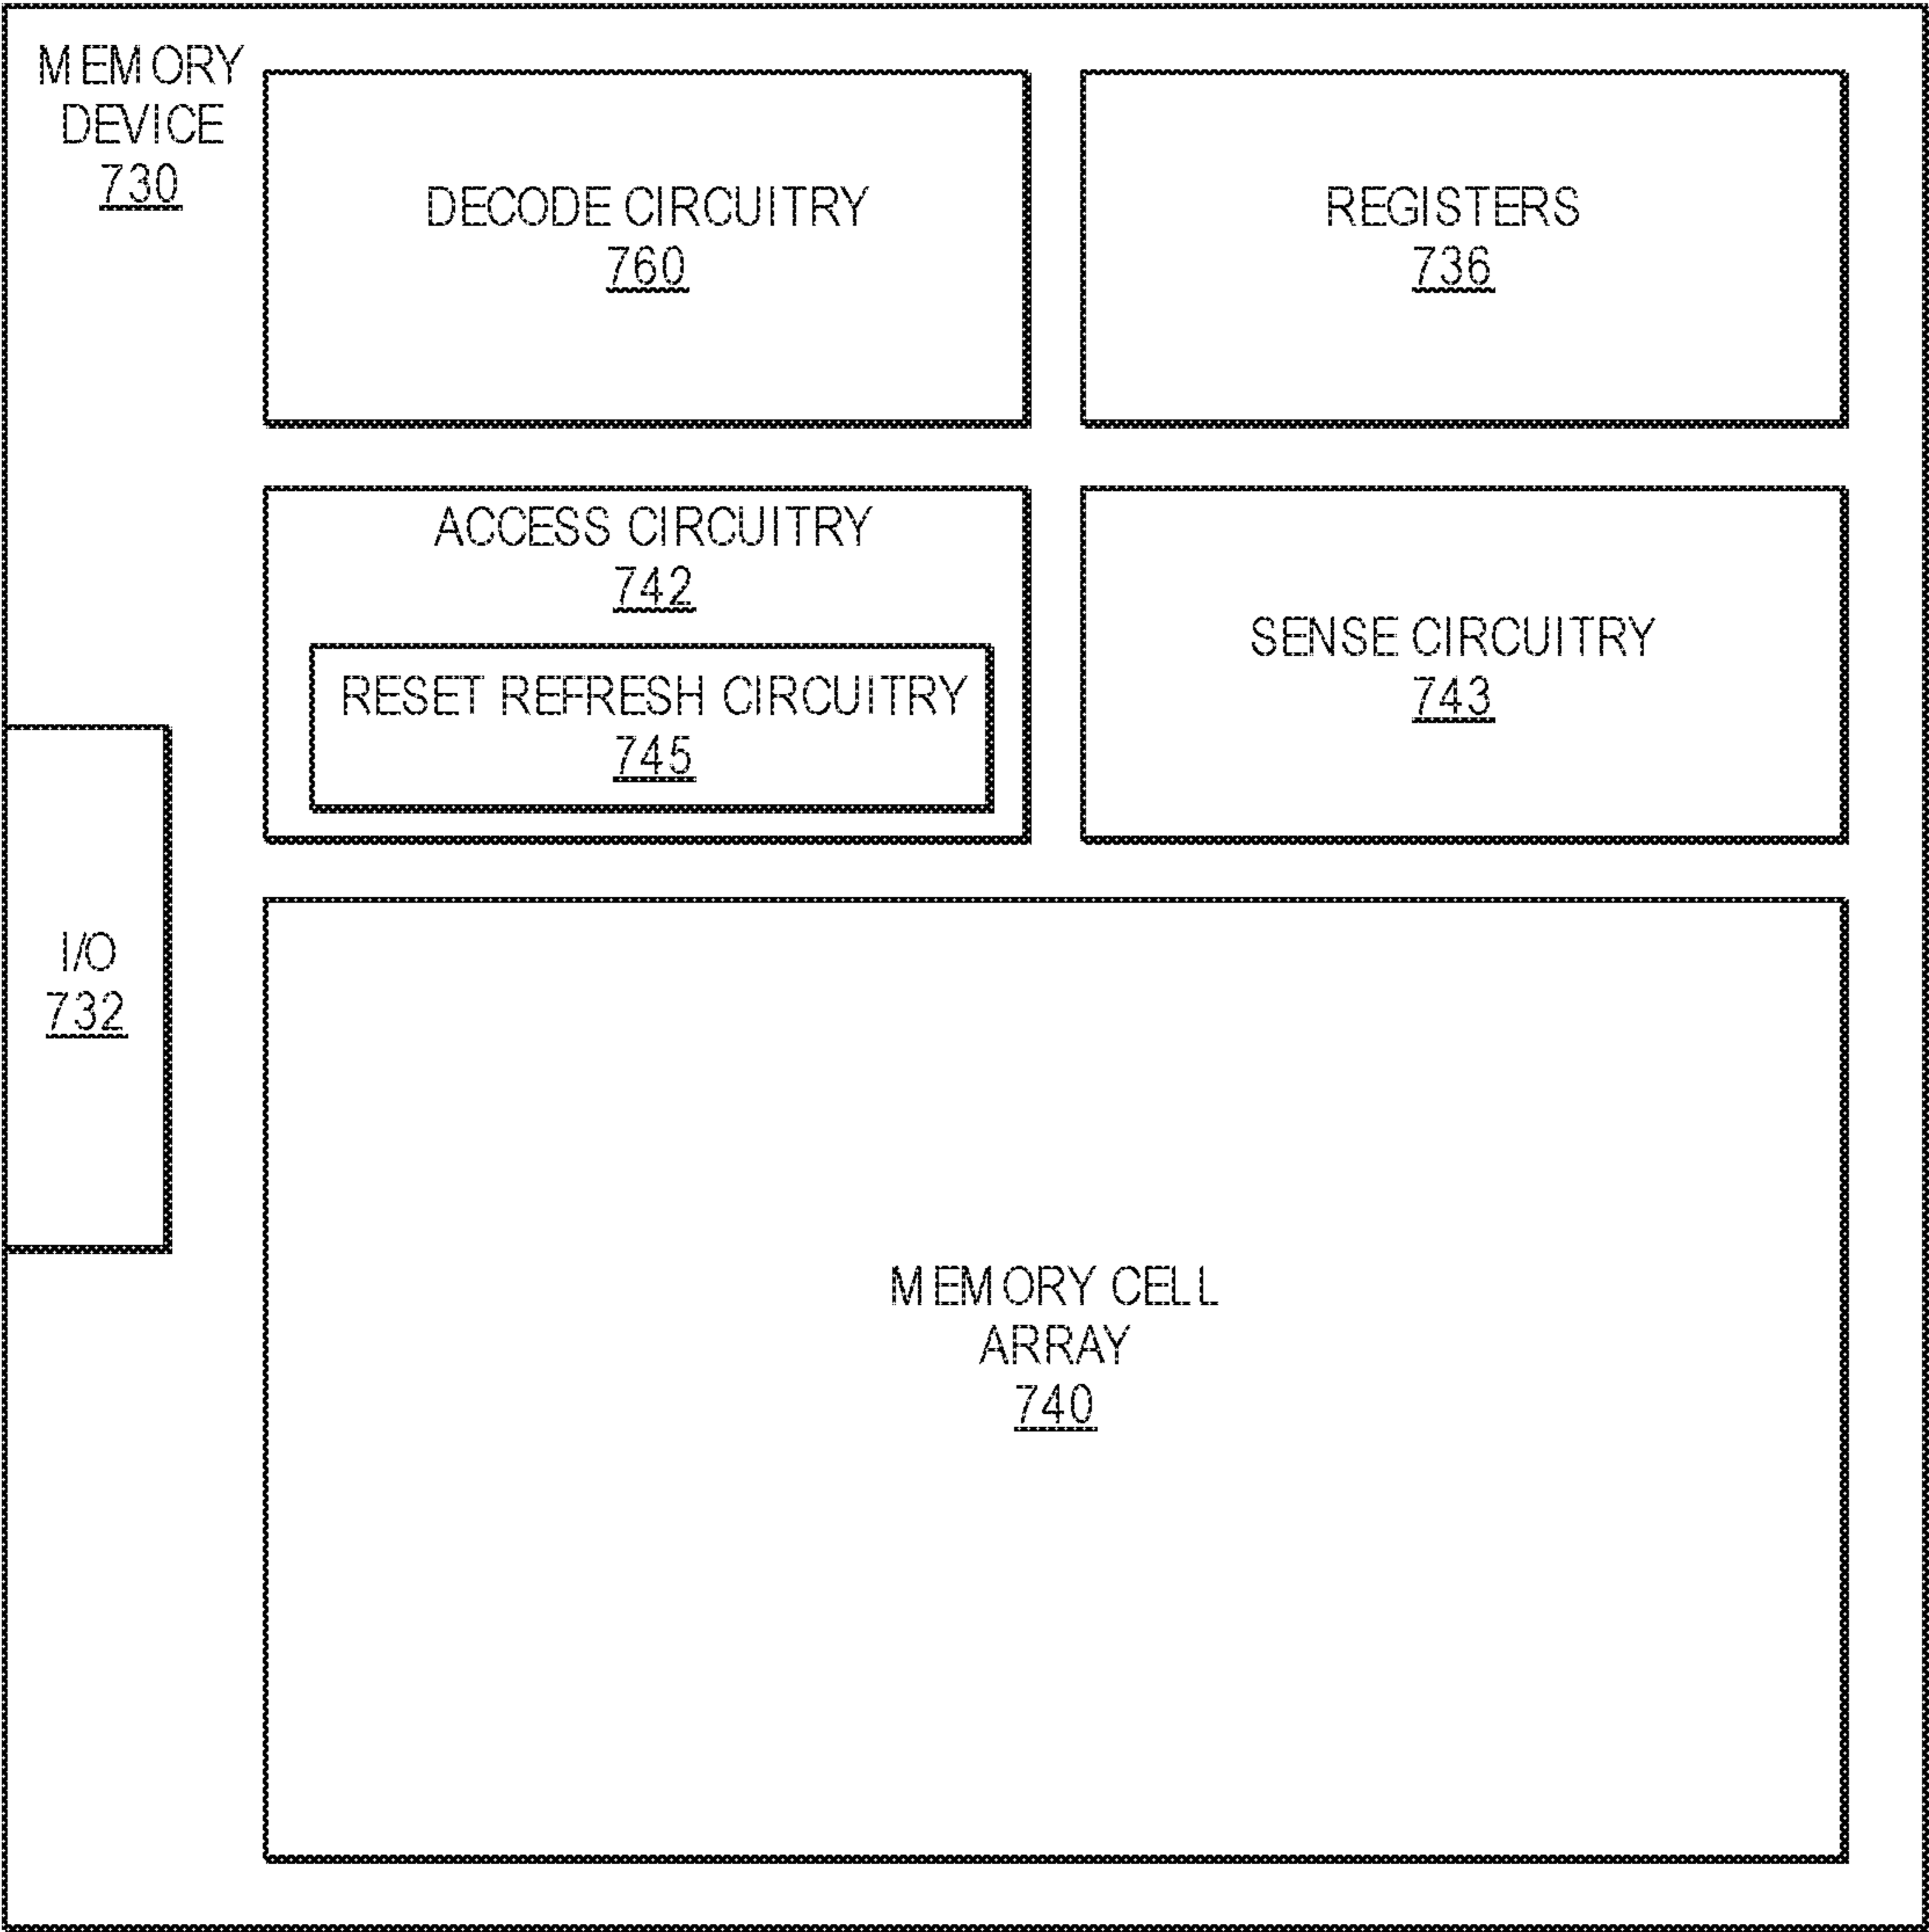 MEMORY
DEVICE
730
DECODE CIRCUITRY
760
REGISTERS
736
ACCESS CIRCUITRY
742
RESET REFRESH CIRCUITRY
745
SENSE CIRCUITRY
743
I/O
732
MEMORY CELL
ARRAY
740